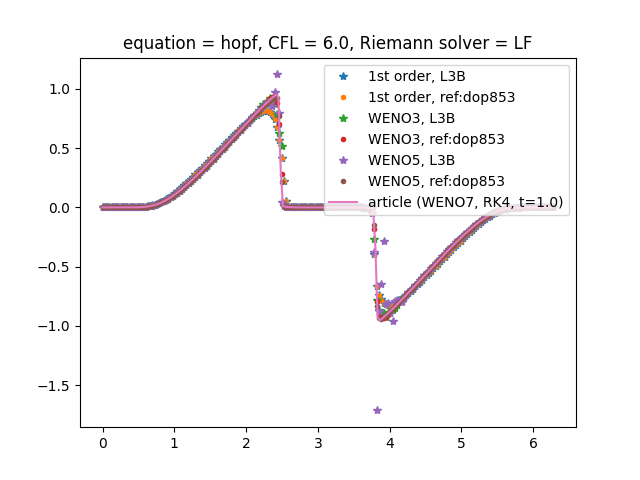 equation = hopf, CFL = 6.0, Riemann solver = LF
1st order, L3B
1st order, ref:dop853
WENO3, L3B
WENO3, ref:dop853
WENO5, L3B
WENO5, ref:dop853
article (WENO7, RK4, t=1.0)
1.0
0.5
0.0
−0.5
−1.0
−1.5
0 1 2 3 4 5 6